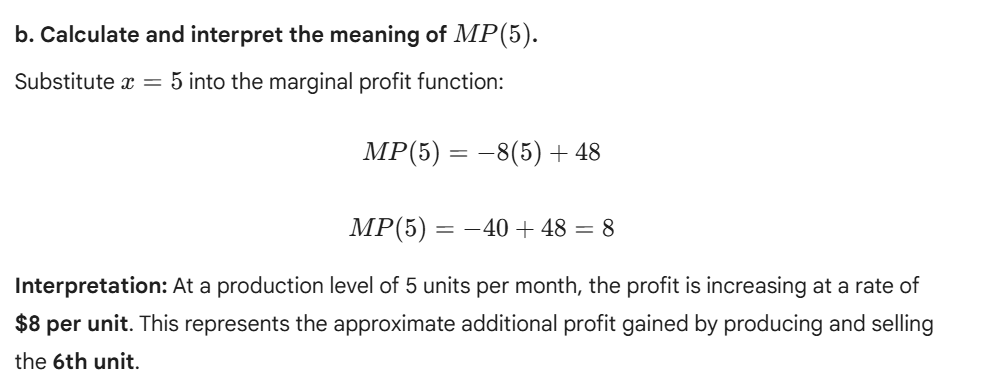 b. Calculate and interpret the meaning of MP(5).
Substitute x = 5 into the marginal profit function:
MP(5) = −8(5) + 48
MP(5) = −40 + 48 = 8
Interpretation: At a production level of 5 units per month, the profit is increasing at a rate of
$8 per unit. This represents the approximate additional profit gained by producing and selling
the 6th unit.